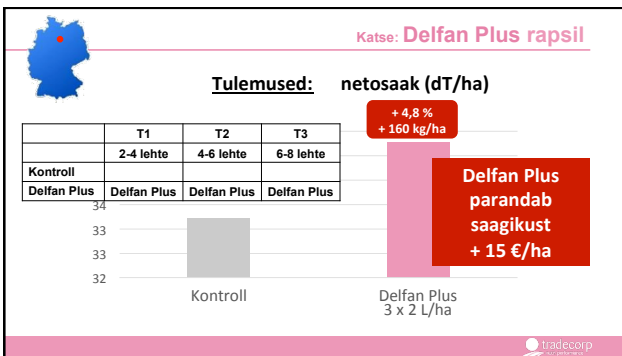 Katse: Delfan Plus rapsil
Tulemused: netosaak (dT/ha)
+ 4,8 %
+ 160 kg/ha
T1 T2 T3
2-4 lehte 4-6 lehte 6-8 lehte
Kontroll
Delfan Plus Delfan Plus Delfan Plus Delfan Plus
Delfan Plus
parandab
saagikust
+ 15 €/ha
34
33
33
32
Kontroll
Delfan Plus
3 x 2 L/ha
tradecorp